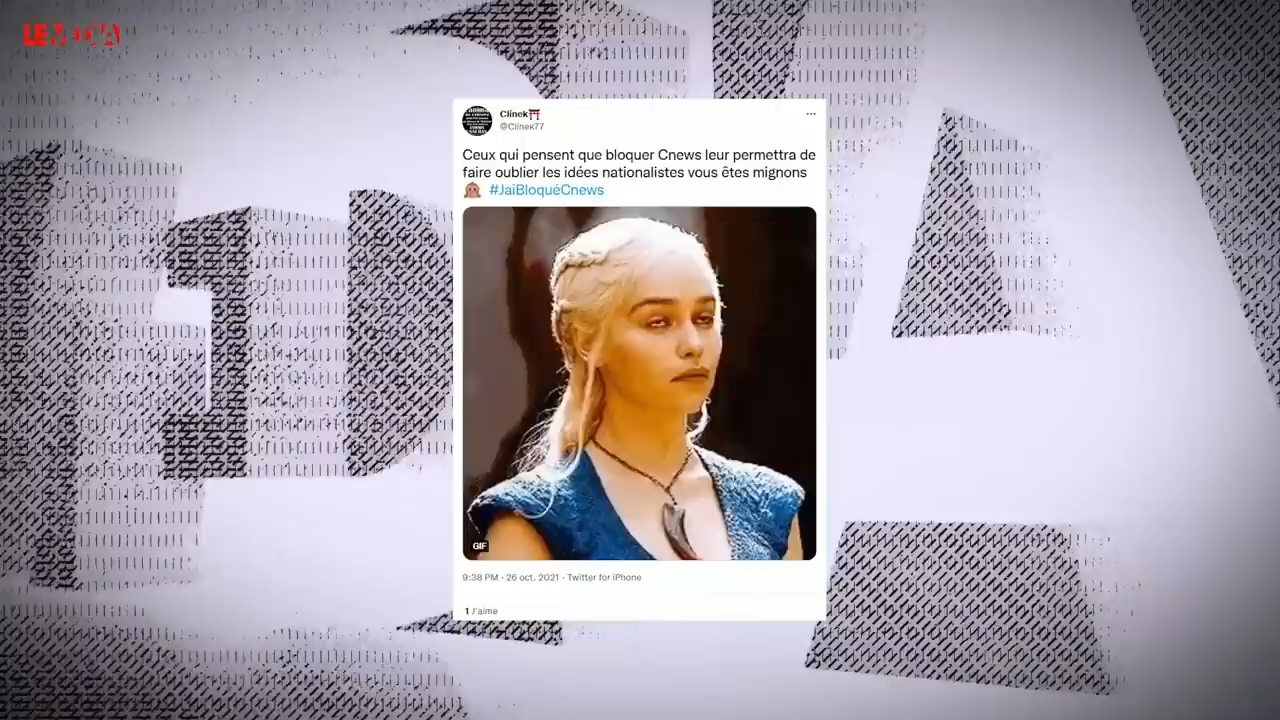 LE MEDIA
Clinek
@Clinek77
Ceux qui pensent que bloquer Cnews leur permettra de
faire oublier les idées nationalistes vous êtes mignons
#JaiBloquéCnews
GIF
9:38 PM · 26 oct. 2021 · Twitter for iPhone
1 J'aime